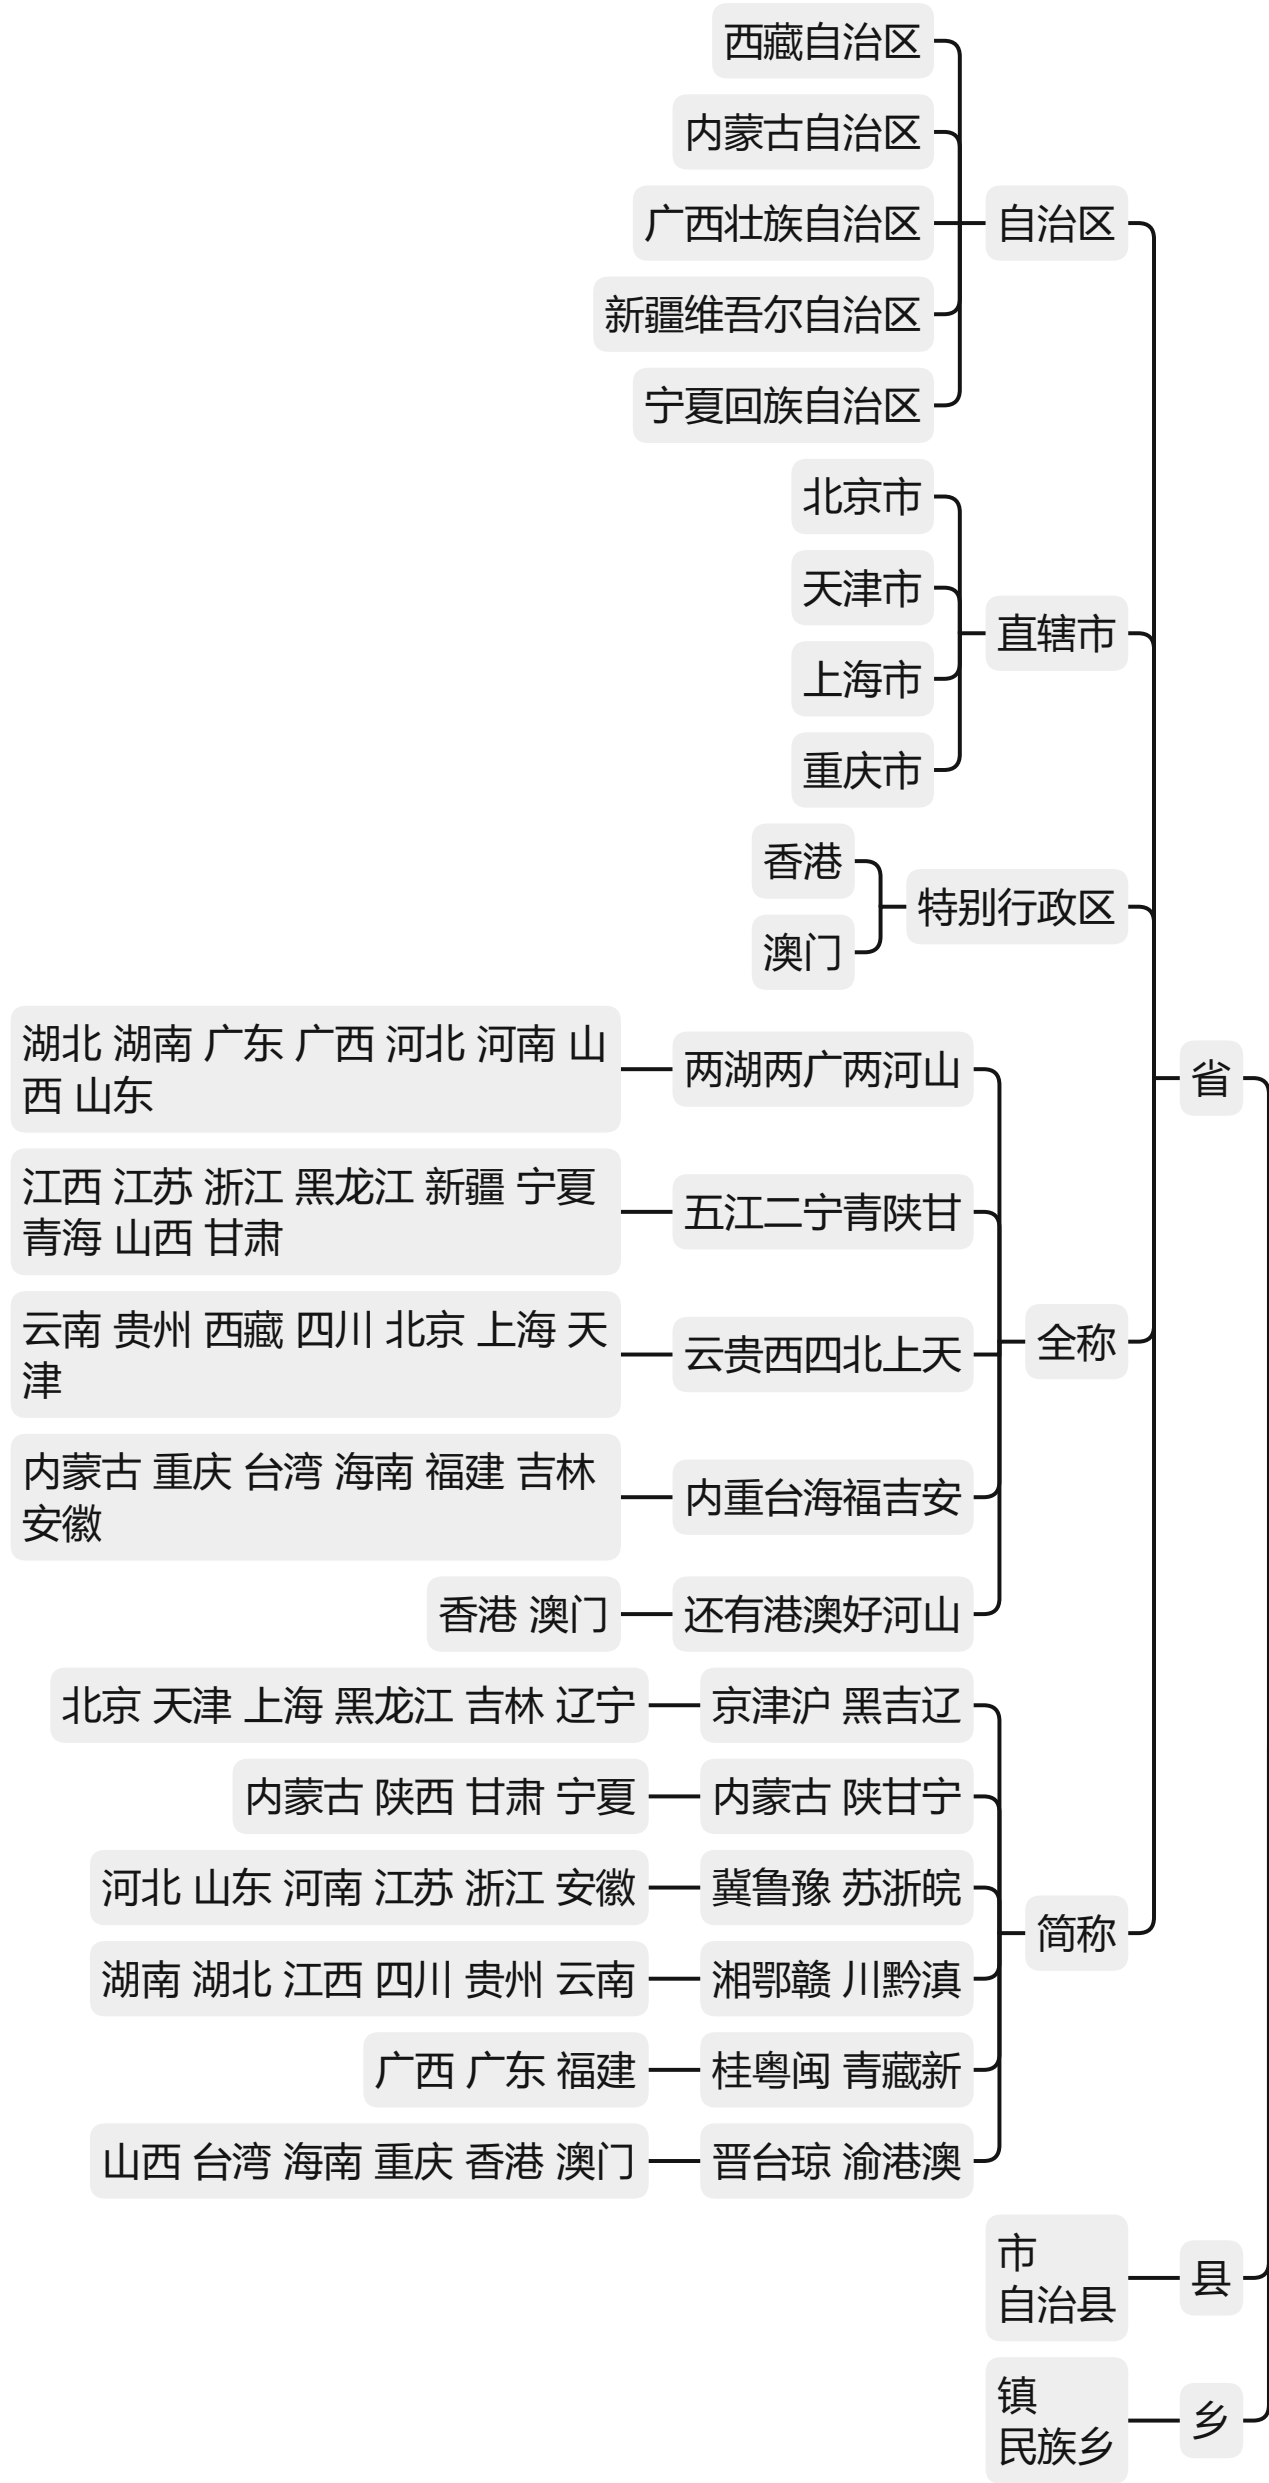 西藏自治区
内蒙古自治区
广西壮族自治区
自治区
新疆维吾尔自治区
宁夏回族自治区
北京市
天津市
直辖市
上海市
重庆市
香港
特别行政区
澳门
湖北 湖南 广东 广西 河北 河南 山
西 山东
两湖两广两河山
省
江西 江苏 浙江 黑龙江 新疆 宁夏
青海 山西 甘肃
五江二宁青陕甘
云南 贵州 西藏 四川 北京 上海 天
津
云贵西四北上天
全称
内蒙古 重庆 台湾 海南 福建 吉林
安徽
内重台海福吉安
香港 澳门
还有港澳好河山
北京 天津 上海 黑龙江 吉林 辽宁
京津沪 黑吉辽
内蒙古 陕西 甘肃 宁夏
内蒙古 陕甘宁
河北 山东 河南 江苏 浙江 安徽
冀鲁豫 苏浙皖
简称
湖南 湖北 江西 四川 贵州 云南
湘鄂赣 川黔滇
广西 广东 福建
桂粤闽 青藏新
山西 台湾 海南 重庆 香港 澳门
晋台琼 渝港澳
市
自治县
县
镇
民族乡
乡